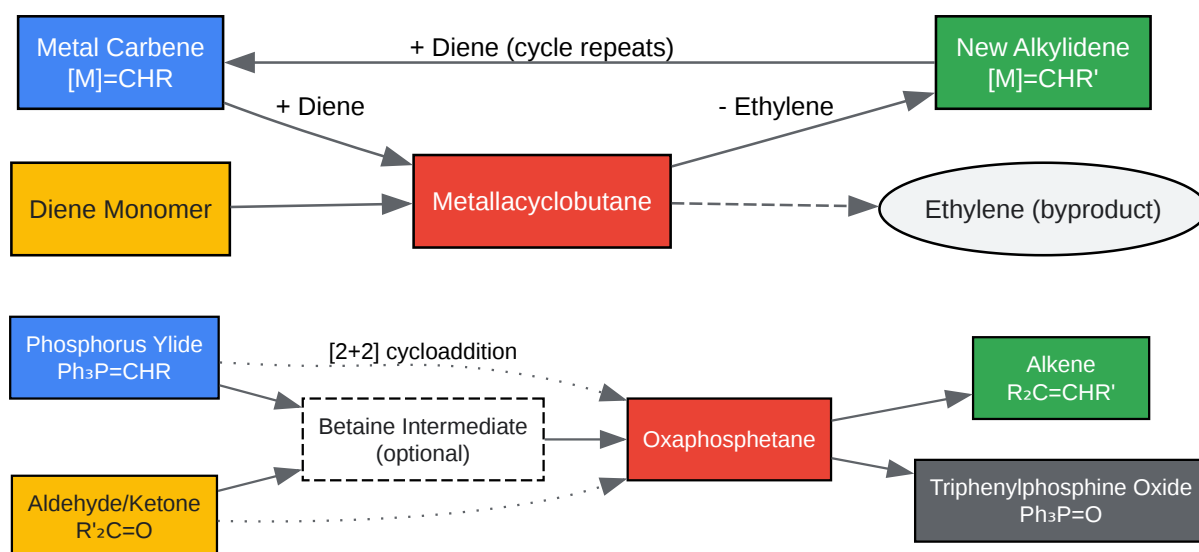 Metal Carbene
[M]=CHR
+ Diene (cycle repeats)
New Alkylidene
[M]=CHR'
+ Diene
- Ethylene
Diene Monomer
Metallacyclobutane
Ethylene (byproduct)
Phosphorus Ylide
Ph₃P=CHR
[2+2] cycloaddition
Alkene
R₂C=CHR'
Betaine Intermediate
(optional)
Oxaphosphetane
Aldehyde/Ketone
R'₂C=O
Triphenylphosphine Oxide
Ph₃P=O